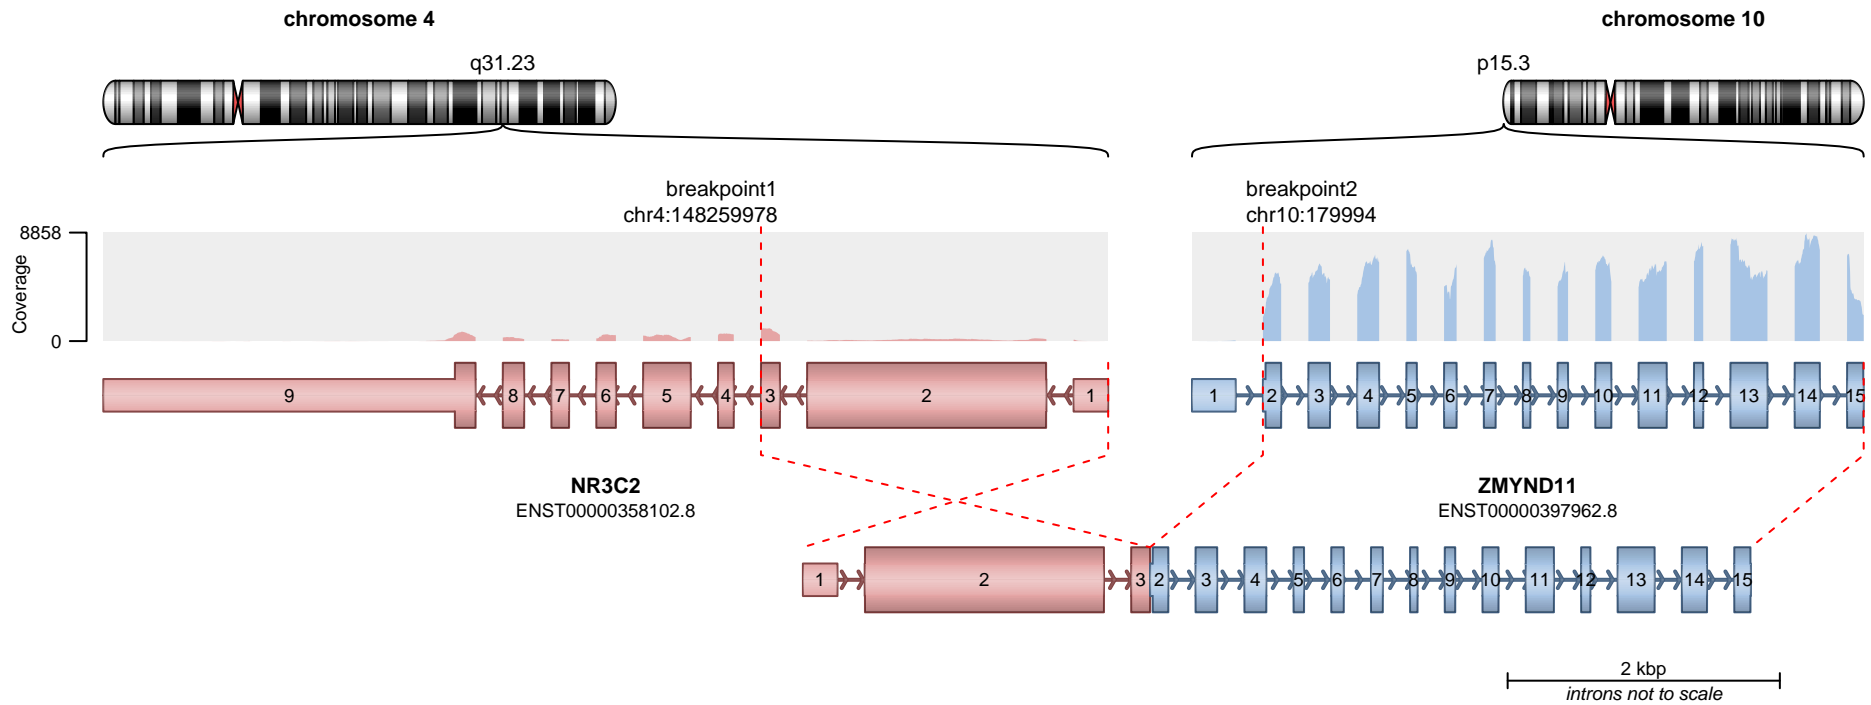 chromosome 4
chromosome 10
q31.23
p15.3
breakpoint1
chr4:148259978
breakpoint2
chr10:179994
8858
0
Coverage
9 8 7 6 5 4 3 2 1
1 2 3 4 5 6 7 8 9 10 11 12 13 14 15
NR3C2
ENST00000358102.8
ZMYND11
ENST00000397962.8
1 2 3 2 3 4 5 6 7 8 9 10 11 12 13 14 15
2 kbp
introns not to scale